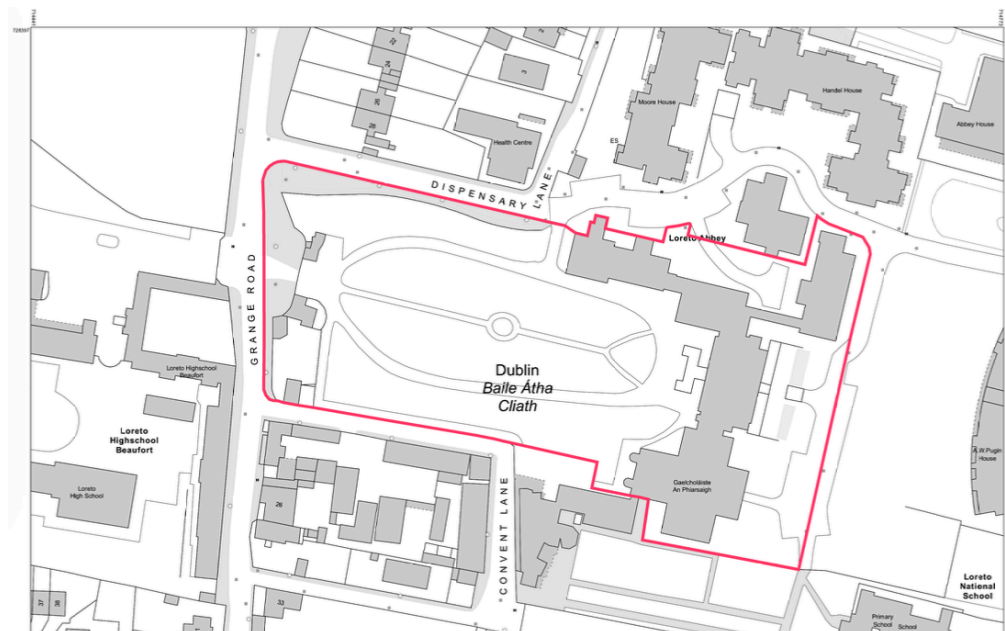 728397
22
24
26
28
2
3
Health Centre
Moore House
ES
Handel House
Abbey House
DISPENSARY LANE
Loreto Abbey
GRANGE ROAD
Dublin
Baile Átha
Cliath
Loreto Highschool
Beaufort
Loreto
Highschool
Beaufort
Loreto
High School
26
CONVENT LANE
Gaelcholáiste
An Phiarsaigh
A.W.Pugin
House
Loreto
National
School
Primary
School
School
37
38
33
1